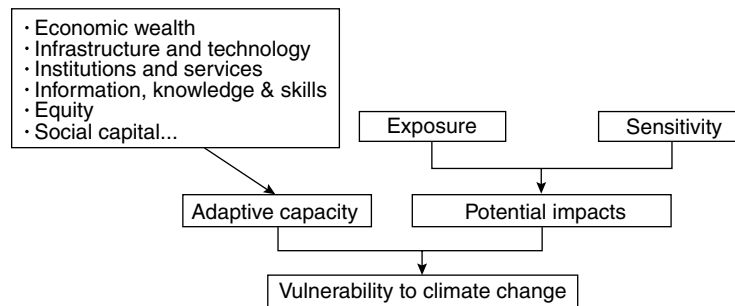 · Economic wealth
· Infrastructure and technology
· Institutions and services
· Information, knowledge & skills
· Equity
· Social capital...
Exposure
Sensitivity
Adaptive capacity
Potential impacts
Vulnerability to climate change